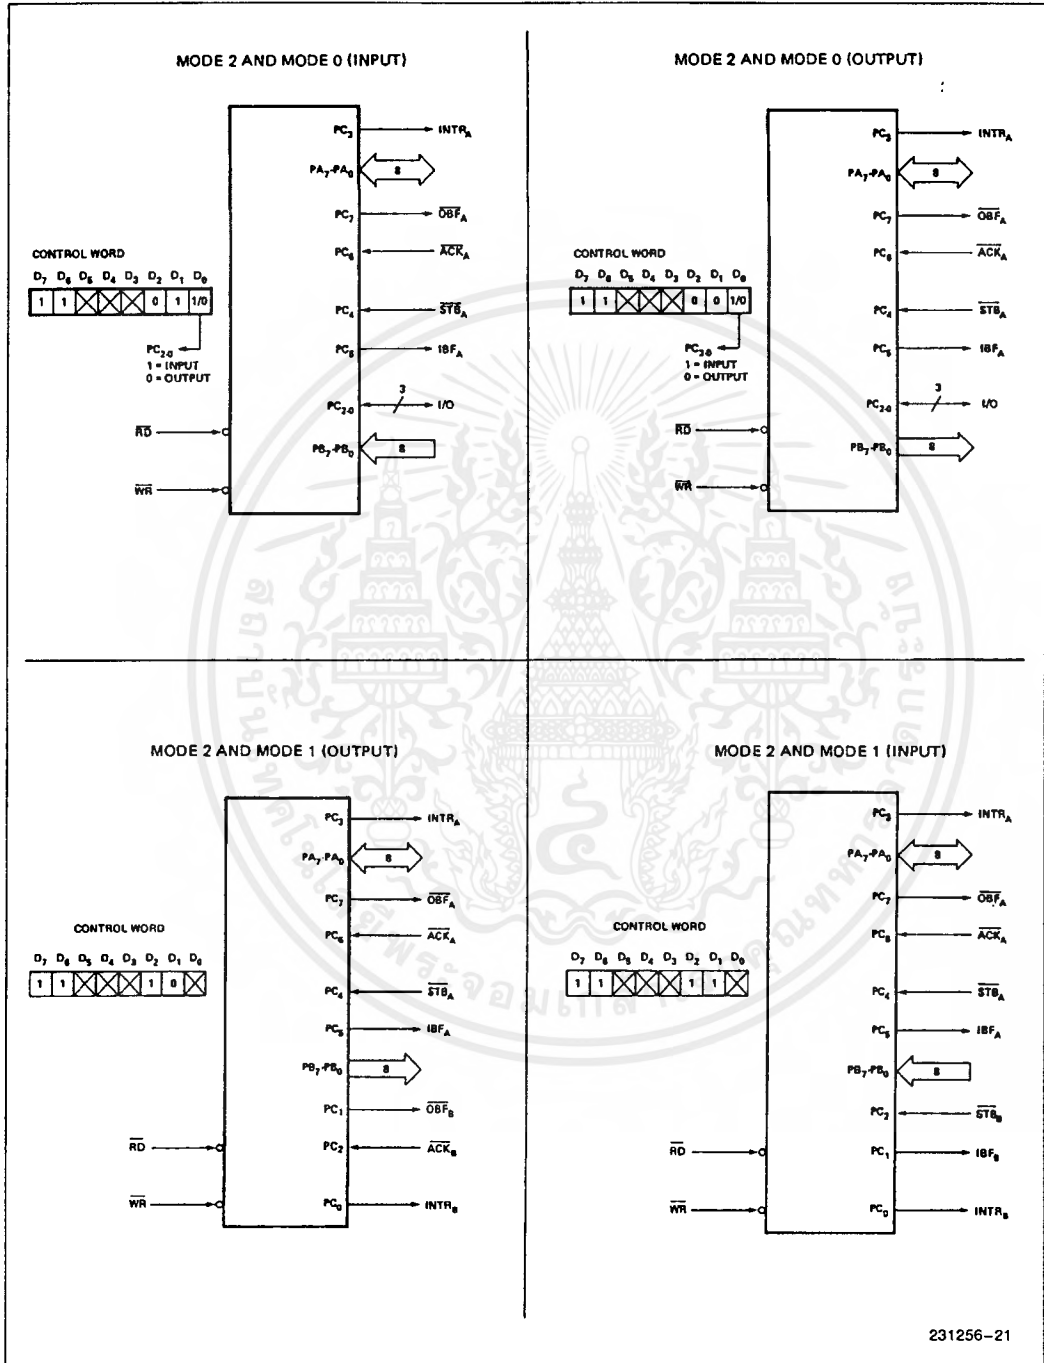 MODE 2 AND MODE 0 (INPUT)
PC₃ INTRA
PA₇-PA₀ 8
PC₇ OBFA
PC₆ ACKA
CONTROL WORD
D₇ D₆ D₅ D₄ D₃ D₂ D₁ D₀
1 1 X X X 0 1 1/0
PC₄ STBA
PC₂₋₀
1 = INPUT
0 = OUTPUT
PC₅ IBFA
PC₂₋₀ 3 I/O
RD
PB₇-PB₀ 8
WR
MODE 2 AND MODE 0 (OUTPUT)
PC₃ INTRA
PA₇-PA₀ 8
PC₇ OBFA
PC₆ ACKA
CONTROL WORD
D₇ D₆ D₅ D₄ D₃ D₂ D₁ D₀
1 1 X X X 0 0 1/0
PC₄ STBA
PC₂₋₀
1 = INPUT
0 = OUTPUT
PC₅ IBFA
PC₂₋₀ 3 I/O
RD
PB₇-PB₀ 8
WR
MODE 2 AND MODE 1 (OUTPUT)
PC₃ INTRA
PA₇-PA₀ 8
PC₇ OBFA
CONTROL WORD
PC₆ ACKA
D₇ D₆ D₅ D₄ D₃ D₂ D₁ D₀
1 1 X X X 1 0 X
PC₄ STBA
PC₅ IBFA
PB₇-PB₀ 8
PC₁ OBFB
RD
PC₂ ACKB
WR
PC₀ INTRB
MODE 2 AND MODE 1 (INPUT)
PC₃ INTRA
PA₇-PA₀ 8
PC₇ OBFA
CONTROL WORD
PC₆ ACKA
D₇ D₆ D₅ D₄ D₃ D₂ D₁ D₀
1 1 X X X 1 1 X
PC₄ STBA
PC₅ IBFA
PB₇-PB₀ 8
PC₂ STBB
RD
PC₁ IBFB
WR
PC₀ INTRB
231256-21